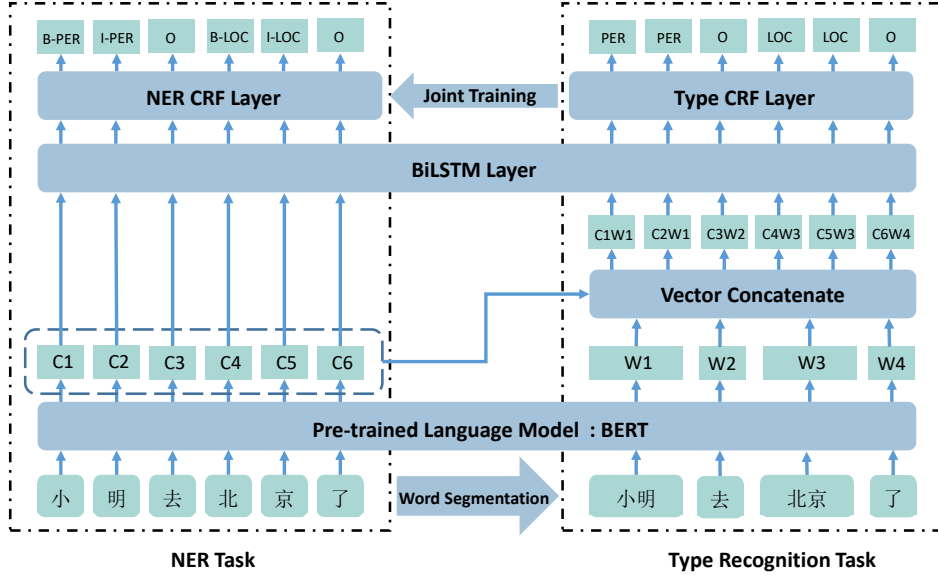 B-PER I-PER O B-LOC I-LOC O PER PER O LOC LOC O
NER CRF Layer Joint Training Type CRF Layer
BiLSTM Layer
C1W1 C2W1 C3W2 C4W3 C5W3 C6W4
Vector Concatenate
C1 C2 C3 C4 C5 C6 W1 W2 W3 W4
Pre-trained Language Model : BERT
小 明 去 北 京 了 Word Segmentation 小明 去 北京 了
NER Task Type Recognition Task